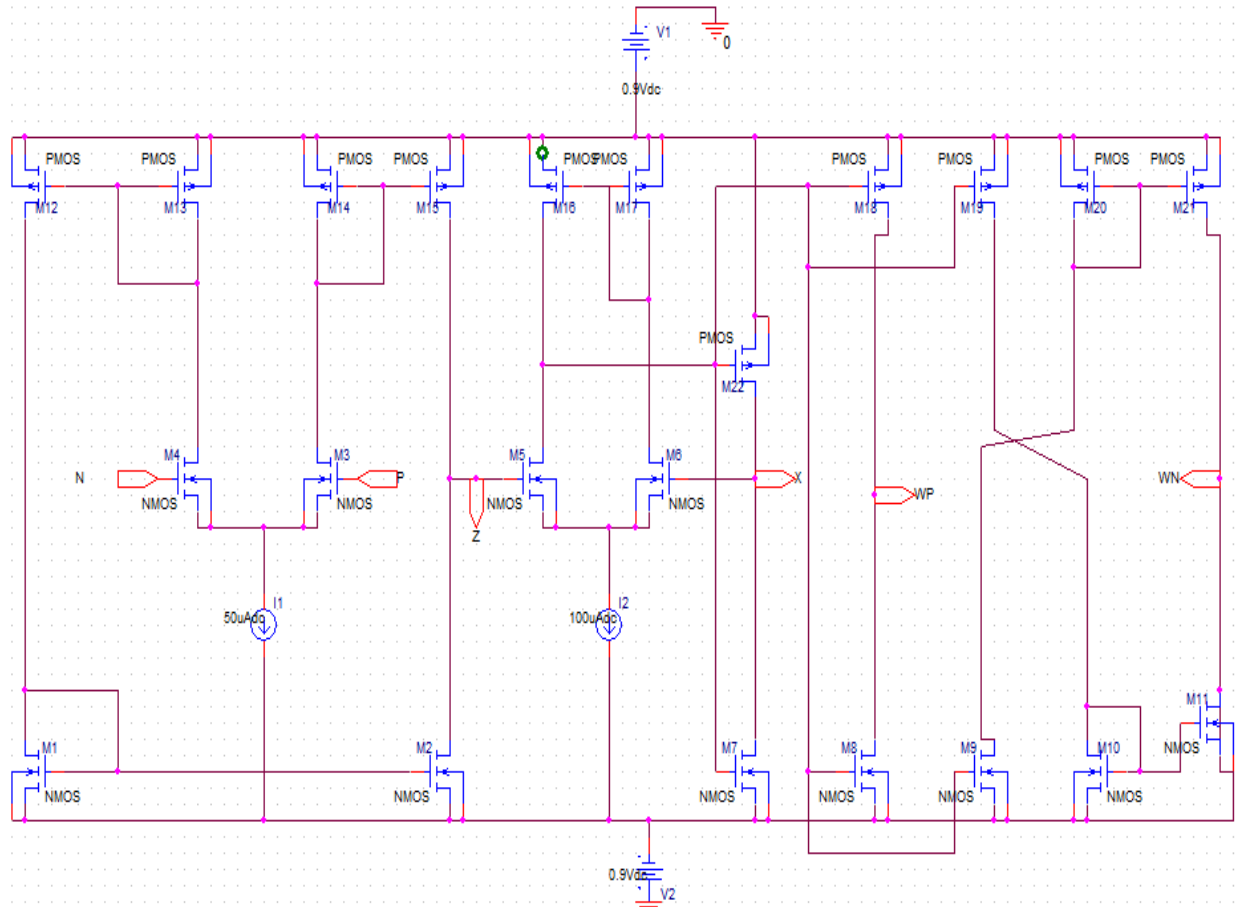 V1
0
0.9Vdc
PMOS PMOS PMOS PMOS PMOS PMOS PMOS PMOS PMOS PMOS
M12 M13 M14 M15 M16 M17 M18 M19 M20 M21
PMOS
M22
M4 M3 M5 M6
N P X WN
NMOS NMOS NMOS NMOS WP
Z
I1 I2
50uAdc 100uAdc
M11
M1 M2 M7 M8 M9 M10 NMOS
NMOS NMOS NMOS NMOS NMOS NMOS
0.9Vdc
V2